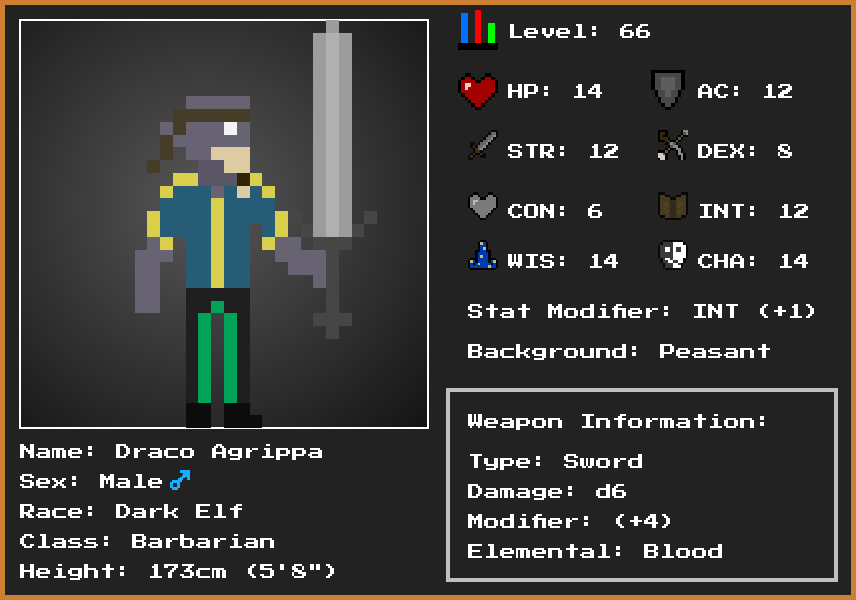 Level: 66
HP: 14 AC: 12
STR: 12 DEX: 8
CON: 6 INT: 12
WIS: 14 CHA: 14
Stat Modifier: INT (+1)
Background: Peasant
Weapon Information:
Type: Sword
Damage: d6
Modifier: (+4)
Elemental: Blood
Name: Draco Agrippa
Sex: Male♂
Race: Dark Elf
Class: Barbarian
Height: 173cm (5'8")